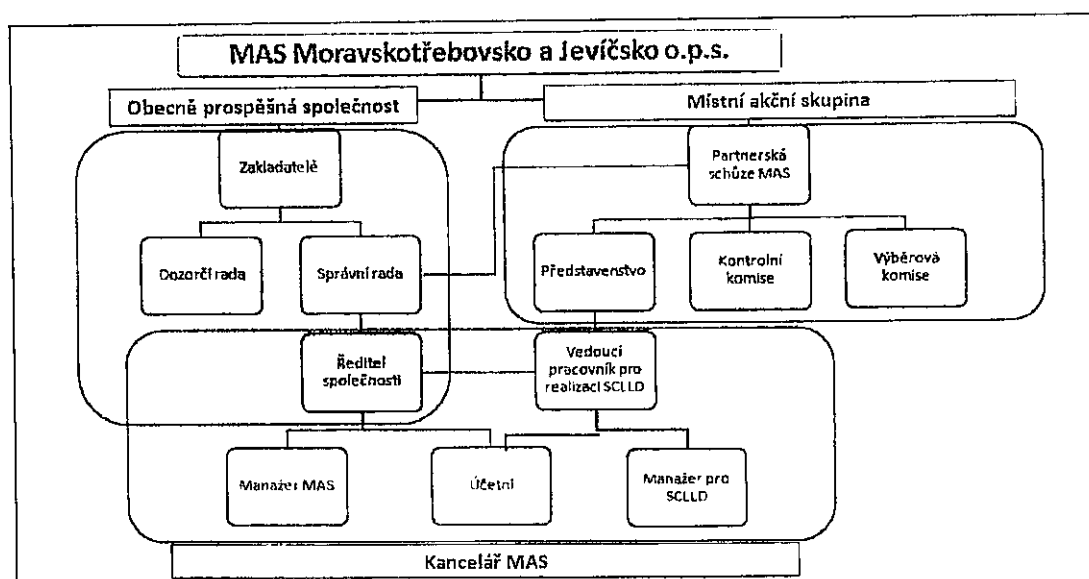 MAS Moravskotřebovsko a Jevíčsko o.p.s.
Obecně prospěšná společnost
Místní akční skupina
Zakladatelé
Partnerská
schůze MAS
Dozorčí rada
Správní rada
Představenstvo
Kontrolní
komise
Výběrová
komise
Ředitel
společnosti
Vedoucí
pracovník pro
realizaci SCLLD
Manažer MAS
Účetní
Manažer pro
SCLLD
Kancelář MAS